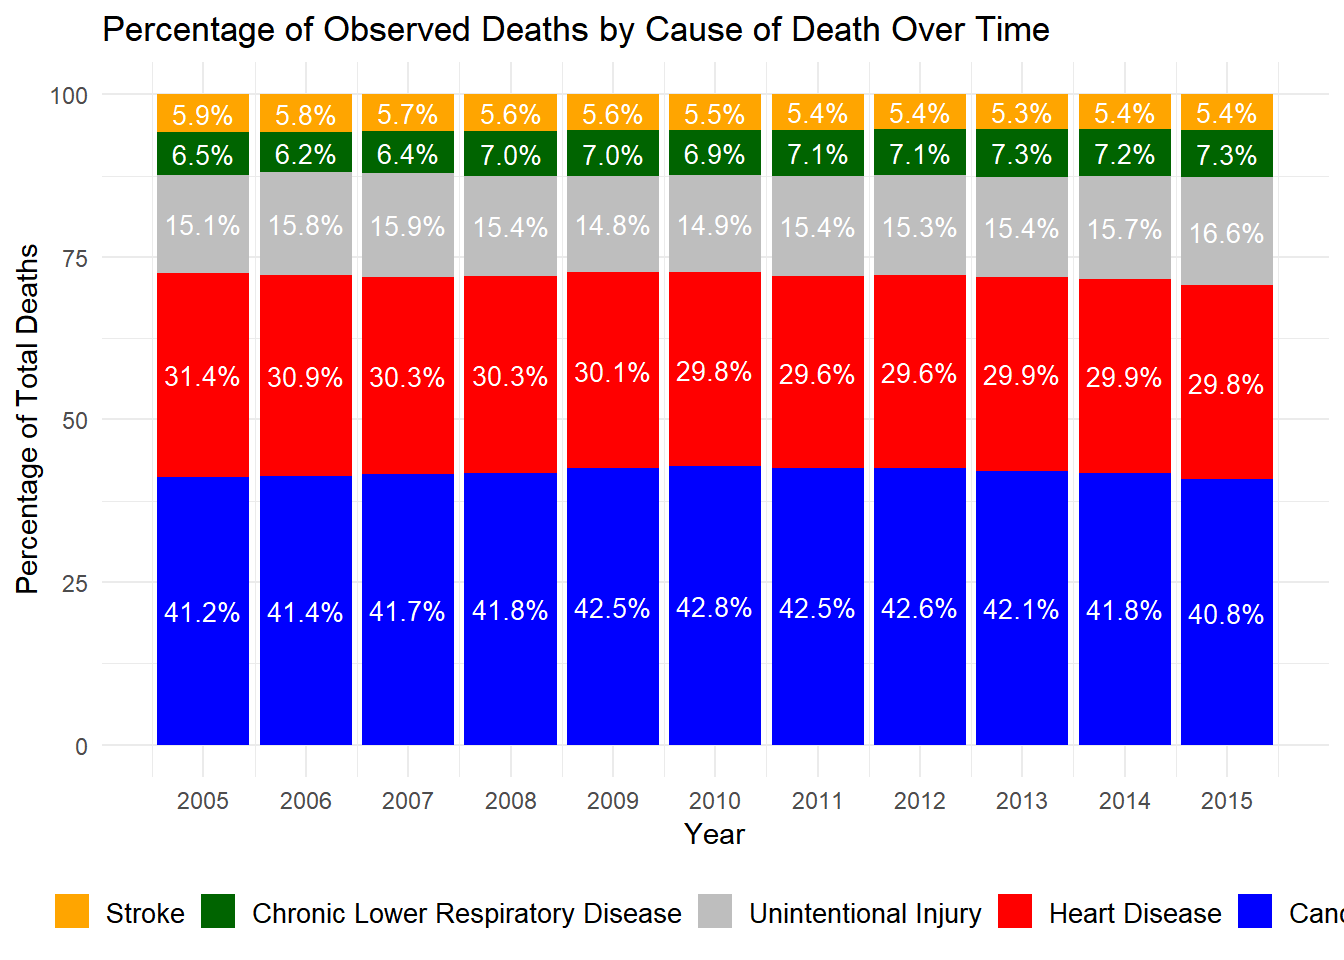 Percentage of Observed Deaths by Cause of Death Over Time
Percentage of Total Deaths
100
75
50
25
0
5.9% 5.8% 5.7% 5.6% 5.6% 5.5% 5.4% 5.4% 5.3% 5.4% 5.4%
6.5% 6.2% 6.4% 7.0% 7.0% 6.9% 7.1% 7.1% 7.3% 7.2% 7.3%
15.1% 15.8% 15.9% 15.4% 14.8% 14.9% 15.4% 15.3% 15.4% 15.7% 16.6%
31.4% 30.9% 30.3% 30.3% 30.1% 29.8% 29.6% 29.6% 29.9% 29.9% 29.8%
41.2% 41.4% 41.7% 41.8% 42.5% 42.8% 42.5% 42.6% 42.1% 41.8% 40.8%
2005 2006 2007 2008 2009 2010 2011 2012 2013 2014 2015
Year
Stroke Chronic Lower Respiratory Disease Unintentional Injury Heart Disease